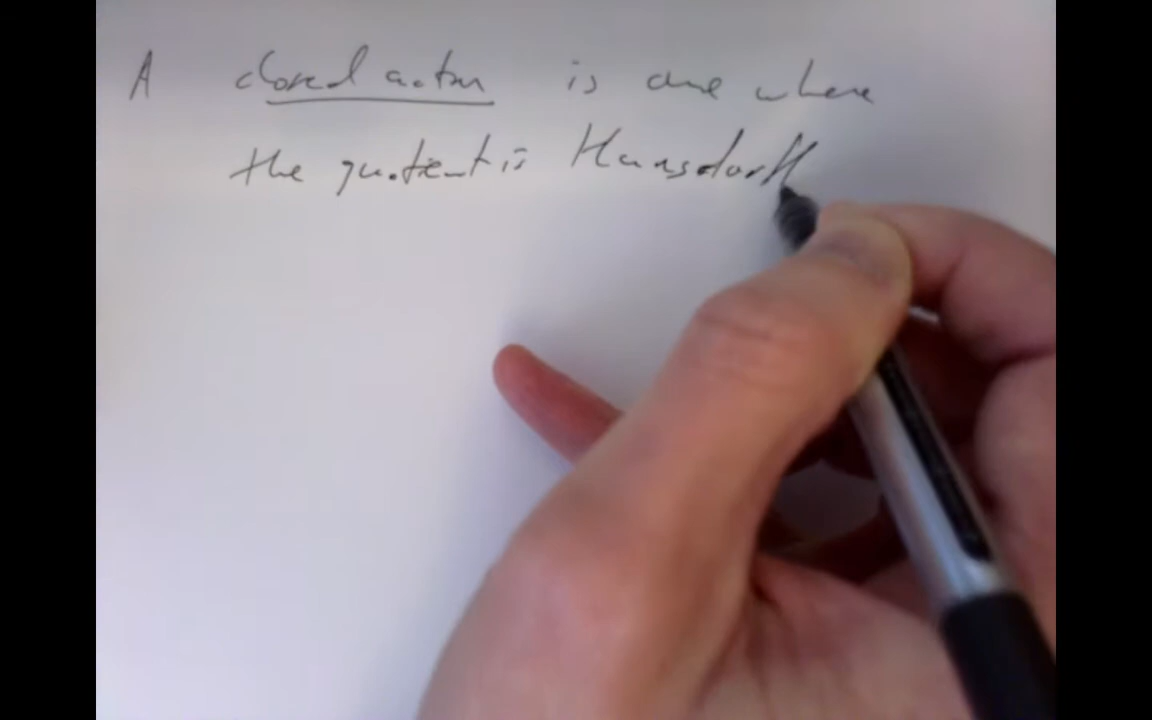 A closed action is one where
the quotient is Hausdorff